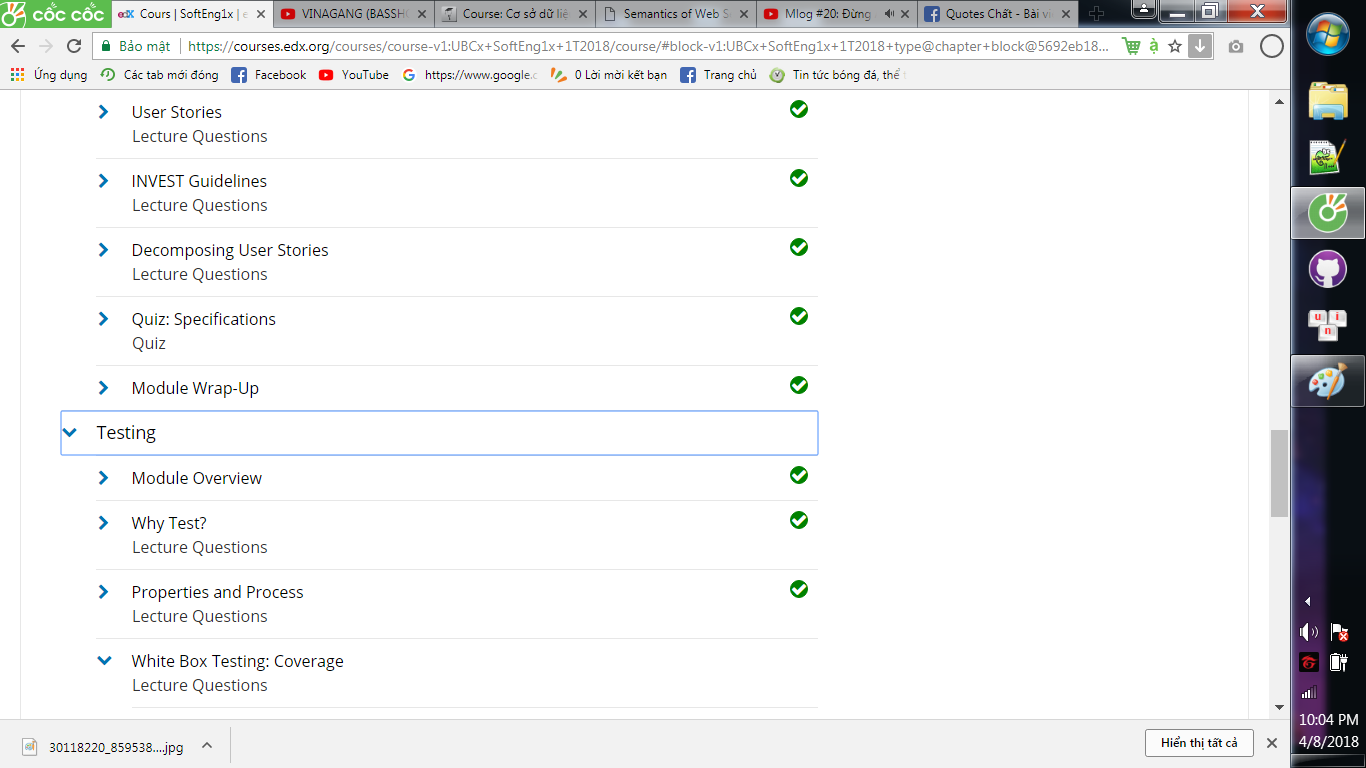 cốc cốc
edX Cours | SoftEng1x |
VINAGANG (BASSH
Course: Cơ sở dữ liệ
Semantics of Web S
Mlog #20: Đừng
Quotes Chất - Bài vi
Bảo mật
https://courses.edx.org/courses/course-v1:UBCx+SoftEng1x+1T2018/course/#block-v1:UBCx+SoftEng1x+1T2018+type@chapter+block@5692eb18...
à
Ứng dụng
Các tab mới đóng
Facebook
YouTube
https://www.google.c
0 Lời mời kết bạn
Trang chủ
Tin tức bóng đá, thể
User Stories
Lecture Questions
INVEST Guidelines
Lecture Questions
Decomposing User Stories
Lecture Questions
Quiz: Specifications
Quiz
Module Wrap-Up
Testing
Module Overview
Why Test?
Lecture Questions
Properties and Process
Lecture Questions
White Box Testing: Coverage
Lecture Questions
30118220_859538....jpg
Hiển thị tất cả
u i
n
10:04 PM
4/8/2018